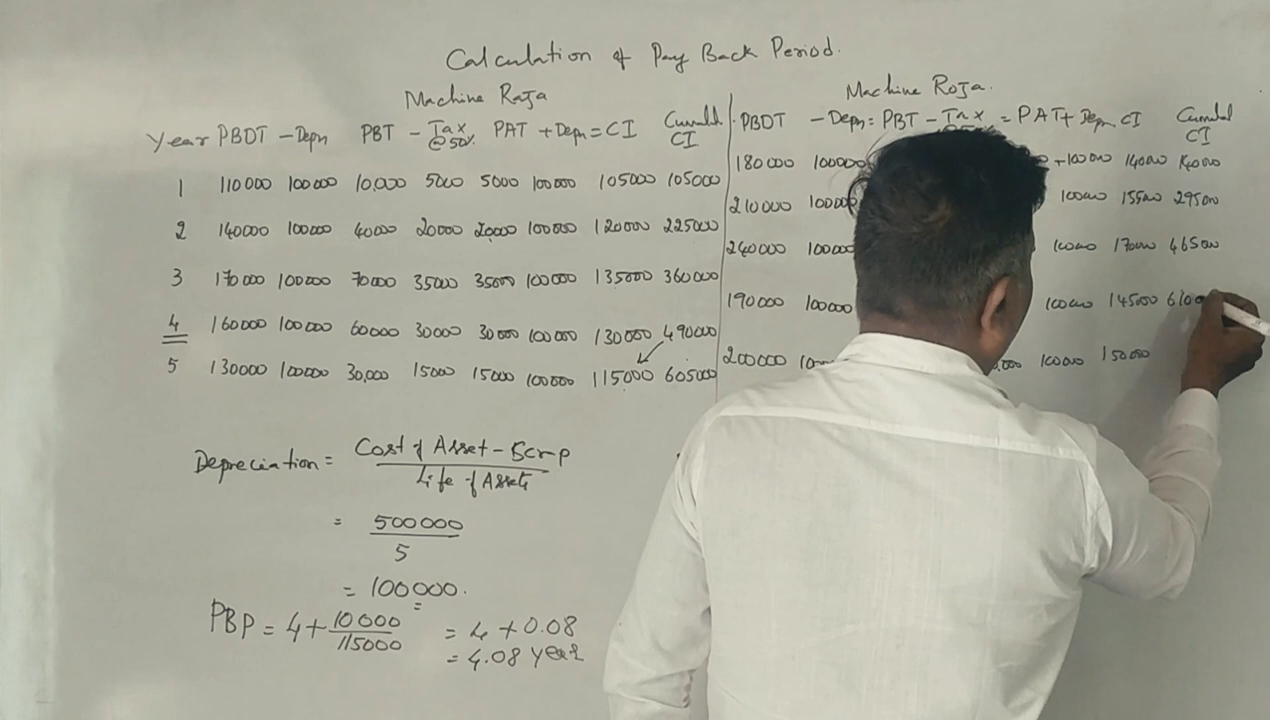 Calculation of Pay Back Period.
Machine Raja
Machine Roja.
Year PBDT - Depn PBT - Tax @50% PAT + Depn = CI Cumultd CI
PBDT - Depn = PBT - Tax = PAT + Depn CI Cumultd CI
1 110000 100000 10,000 5000 5000 100000 105000 105000
180000 100000 +100000 140000 140000
2 140000 100000 40000 20000 20000 100000 120000 225000
210000 100000 100000 155000 295000
3 170000 100000 70000 35000 35000 100000 135000 360000
240000 100000 100000 170000 465000
4 160000 100000 60000 30000 30000 100000 130000 490000
190000 100000 100000 145000
5 130000 100000 30,000 15000 15000 100000 115000 605000
200000 100000 150000
Depreciation = Cost of Asset - Scrp
Life of Assets
= 500000
5
= 100000.
PBP = 4 + 10000 = 4 + 0.08
115000 = 4.08 year